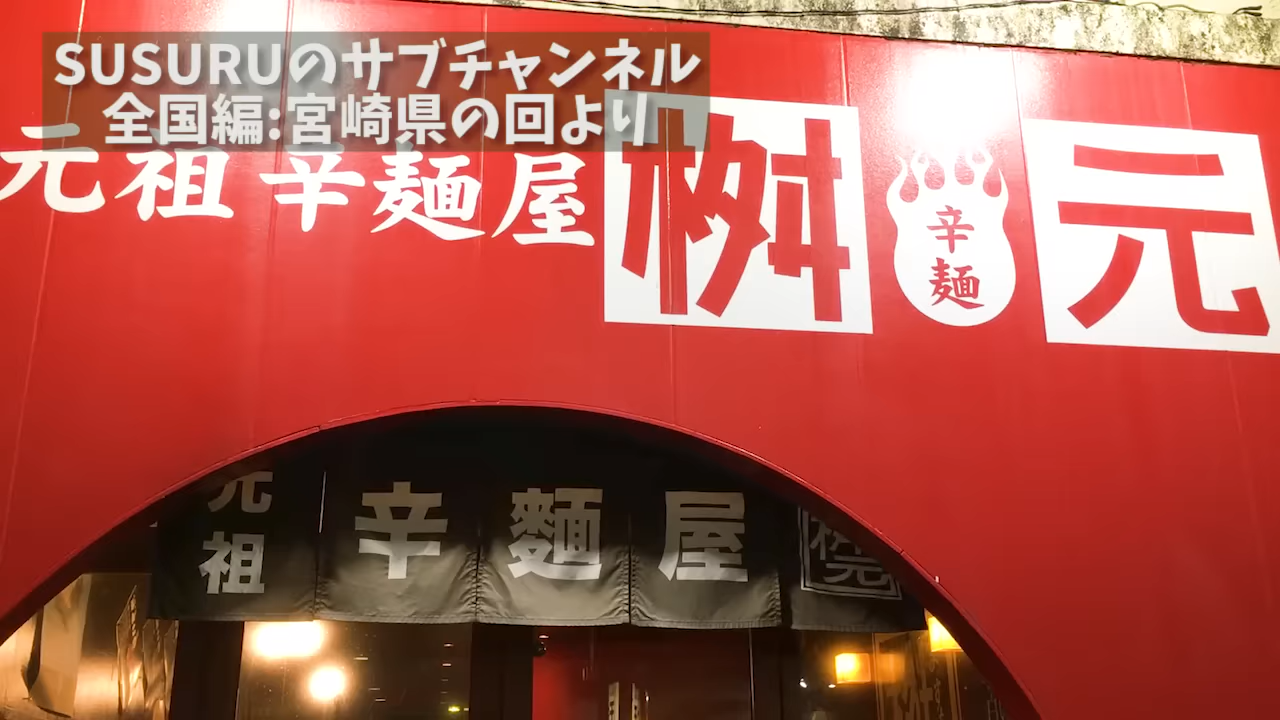 SUSURUのサブチャンネル
全国編:宮崎県の回より
元祖 辛麺屋 桝 元
辛
麺
元祖 辛麺屋